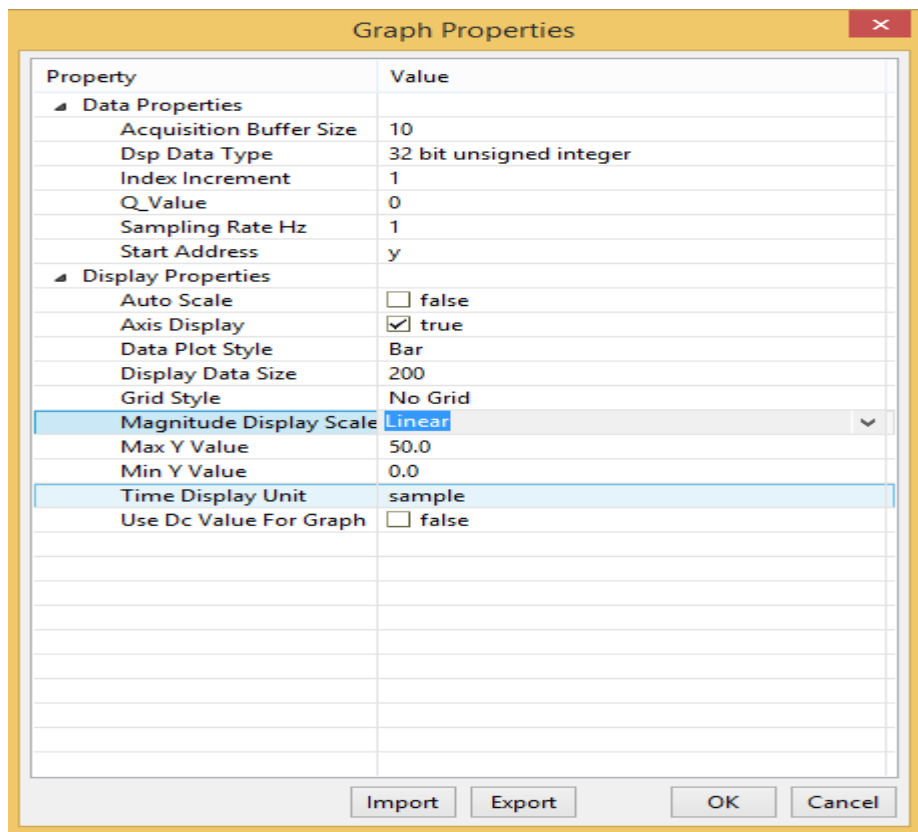 Graph Properties
Property Value
Data Properties
Acquisition Buffer Size 10
Dsp Data Type 32 bit unsigned integer
Index Increment 1
Q_Value 0
Sampling Rate Hz 1
Start Address y
Display Properties
Auto Scale false
Axis Display true
Data Plot Style Bar
Display Data Size 200
Grid Style No Grid
Magnitude Display Scale Linear
Max Y Value 50.0
Min Y Value 0.0
Time Display Unit sample
Use Dc Value For Graph false
Import Export OK Cancel